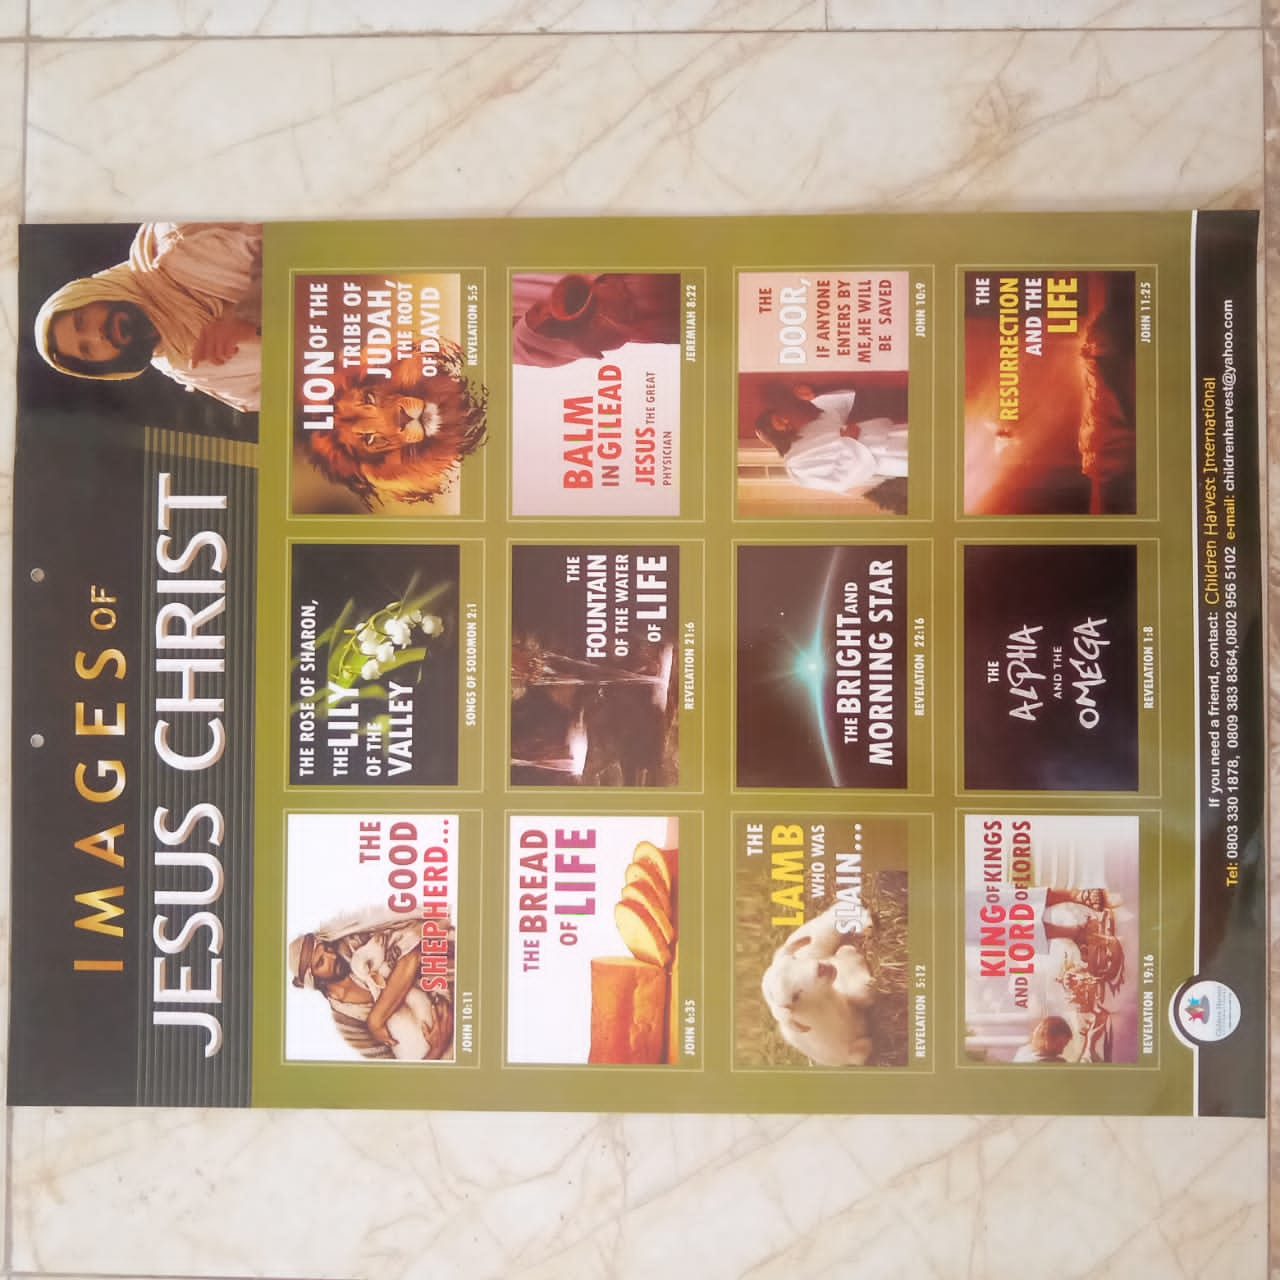 IMAGES OF
JESUS CHRIST
THE
GOOD
SHEPHERD...
JOHN 10:11
THE ROSE OF SHARON,
THE LILY
OF THE
VALLEY
SONGS OF SOLOMON 2:1
LION OF THE
TRIBE OF
JUDAH,
THE ROOT
OF DAVID
REVELATION 5:5
THE BREAD
OF LIFE
JOHN 6:35
THE
FOUNTAIN
OF THE WATER
OF LIFE
REVELATION 21:6
BALM
IN GILEAD
JESUS THE GREAT
PHYSICIAN
JEREMIAH 8:22
THE
LAMB
WHO WAS
SLAIN...
REVELATION 5:12
THE BRIGHT AND
MORNING STAR
REVELATION 22:16
THE
DOOR,
IF ANYONE
ENTERS BY
ME,HE WILL
BE SAVED
JOHN 10:9
KING OF KINGS
AND LORD OF LORDS
REVELATION 19:16
THE
ALPHA
AND THE
OMEGA
REVELATION 1:8
THE
RESURRECTION
AND THE
LIFE
JOHN 11:25
If you need a friend, contact: Children Harvest International
Tel: 0803 330 1878, 0809 383 8364,0802 956 5102 e-mail: childrenharvest@yahoo.com